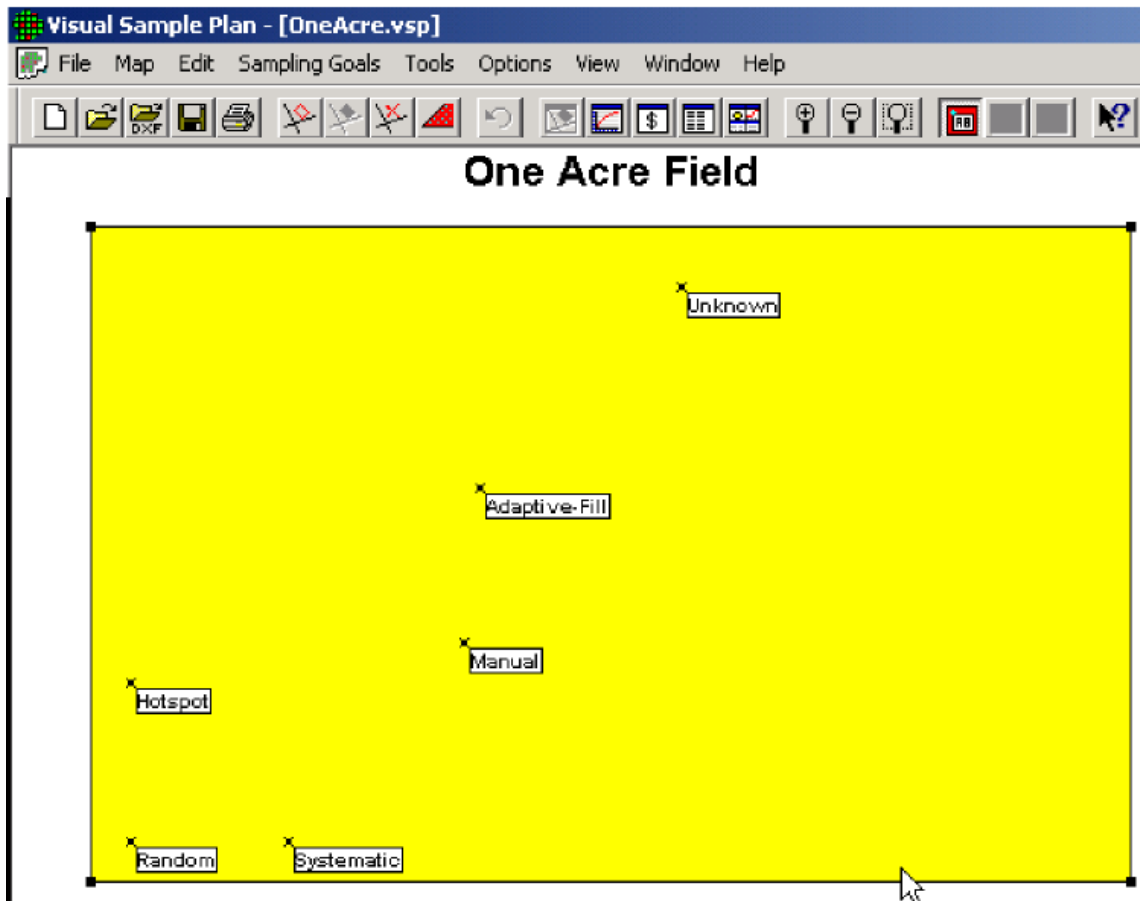 Visual Sample Plan - [OneAcre.vsp]
File Map Edit Sampling Goals Tools Options View Window Help
DXF $ AB ?
One Acre Field
Unknown
Adaptive-Fill
Manual
Hotspot
Random Systematic